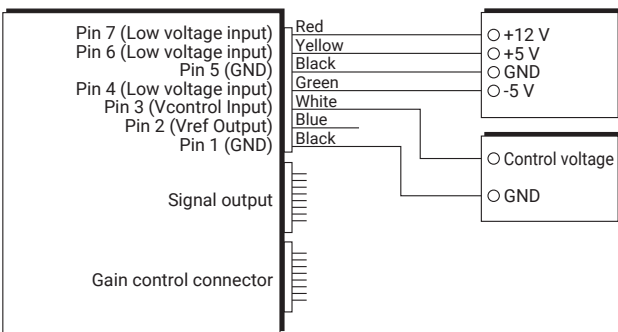 Pin 7 (Low voltage input)
Red
+12 V
Pin 6 (Low voltage input)
Yellow
+5 V
Pin 5 (GND)
Black
GND
Pin 4 (Low voltage input)
Green
-5 V
Pin 3 (Vcontrol Input)
White
Pin 2 (Vref Output)
Blue
Pin 1 (GND)
Black
Control voltage
GND
Signal output
Gain control connector